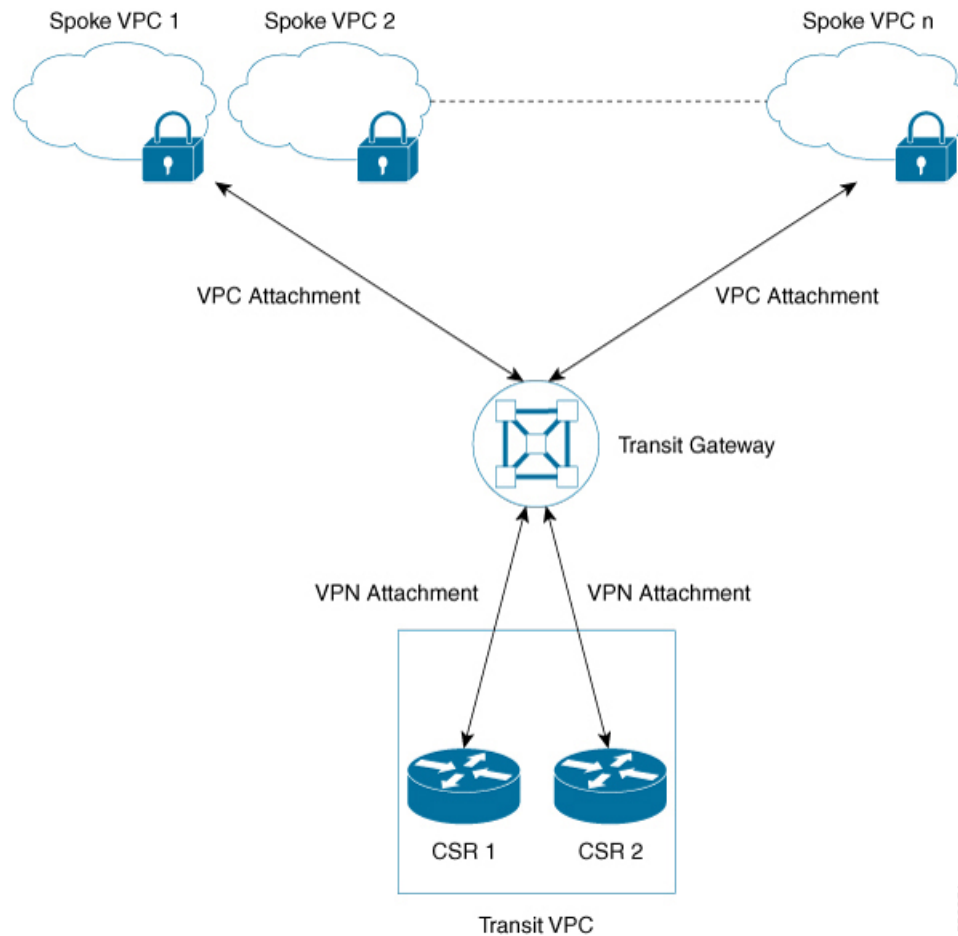 Spoke VPC 1
Spoke VPC 2
Spoke VPC n
VPC Attachment
VPC Attachment
Transit Gateway
VPN Attachment
VPN Attachment
CSR 1
CSR 2
Transit VPC